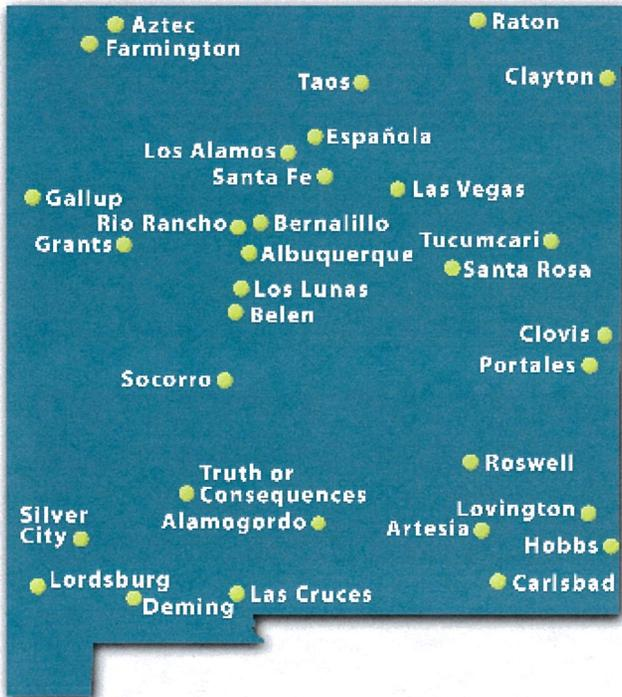 Aztec
Raton
Farmington
Taos
Clayton
Española
Los Alamos
Santa Fe
Las Vegas
Gallup
Rio Rancho
Bernalillo
Grants
Tucumcari
Albuquerque
Santa Rosa
Los Lunas
Belen
Clovis
Portales
Socorro
Roswell
Truth or
Consequences
Lovington
Silver
City
Alamogordo
Artesia
Hobbs
Lordsburg
Carlsbad
Deming
Las Cruces